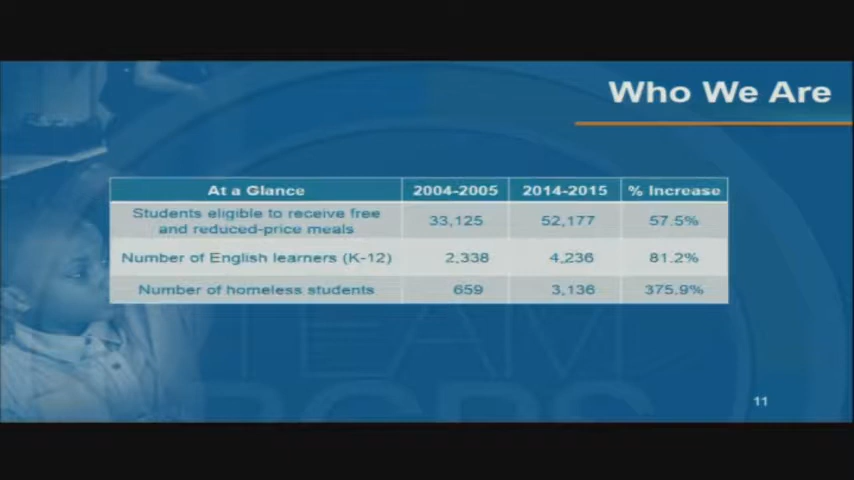 Who We Are
At a Glance 2004-2005 2014-2015 % Increase
Students eligible to receive free
and reduced-price meals 33,125 52,177 57.5%
Number of English learners (K-12) 2,338 4,236 81.2%
Number of homeless students 659 3,136 375.9%
TEAM
BCPS
11